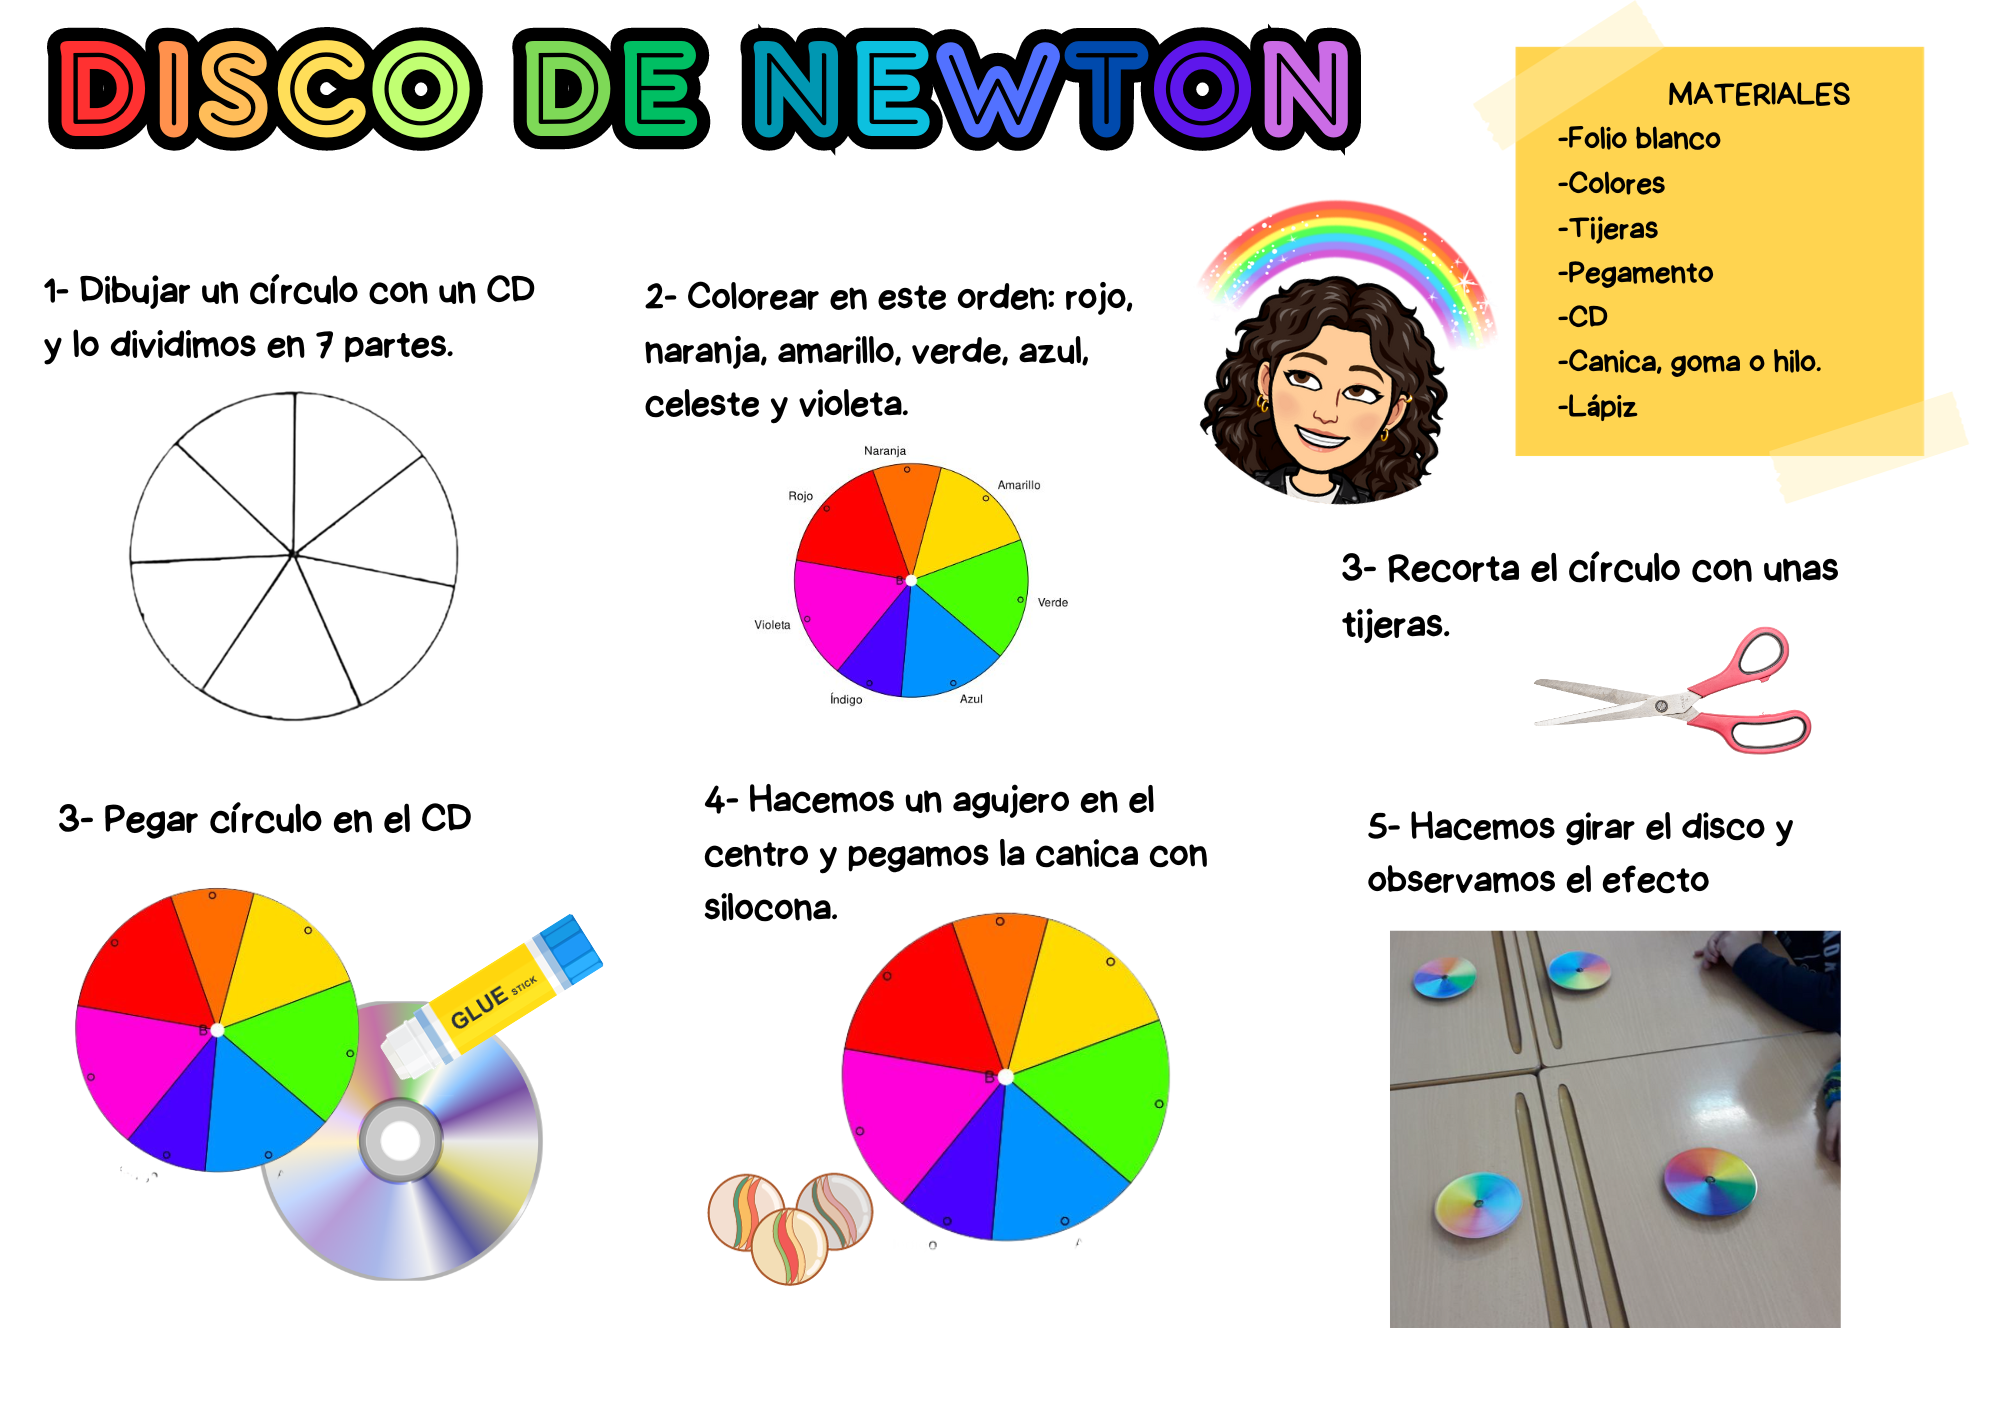 DISCO DE NEWTON
MATERIALES
-Folio blanco
-Colores
-Tijeras
-Pegamento
-CD
-Canica, goma o hilo.
-Lápiz
1- Dibujar un círculo con un CD
y lo dividimos en 7 partes.
2- Colorear en este orden: rojo,
naranja, amarillo, verde, azul,
celeste y violeta.
Naranja
Amarillo
Rojo
B
Verde
Violeta
Índigo
Azul
3- Recorta el círculo con unas
tijeras.
3- Pegar círculo en el CD
B
GLUE STICK
4- Hacemos un agujero en el
centro y pegamos la canica con
silocona.
B
5- Hacemos girar el disco y
observamos el efecto